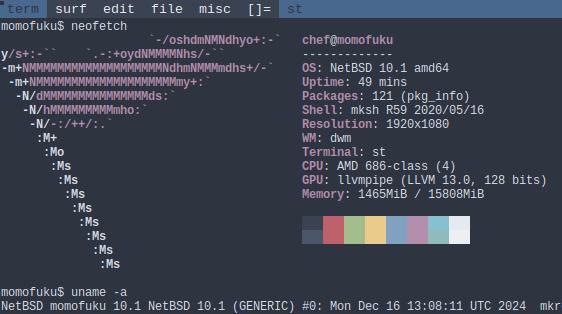 term surf edit file misc []= st
momofuku$ neofetch
`-/oshdmNMNdhyo+:-` chef@momofuku
y/s+:-`` `.-:+oydNMMMMNhs/-`` -------------
-m+NMMMMMMMMMMMMMMMMMMMNdhmNMMMmdhs+/-` OS: NetBSD 10.1 amd64
-m+NMMMMMMMMMMMMMMMMMMMMmy+:` Uptime: 49 mins
-N/dMMMMMMMMMMMMMMMds:` Packages: 121 (pkg_info)
-N/hMMMMMMMMMmho:` Shell: mksh R59 2020/05/16
-N/-:/++/:.` Resolution: 1920x1080
:M+ WM: dwm
:Mo Terminal: st
:Ms CPU: AMD 686-class (4)
:Ms GPU: llvmpipe (LLVM 13.0, 128 bits)
:Ms Memory: 1465MiB / 15808MiB
:Ms
:Ms
:Ms
:Ms
:Ms
momofuku$ uname -a
NetBSD momofuku 10.1 NetBSD 10.1 (GENERIC) #0: Mon Dec 16 13:08:11 UTC 2024 mkr